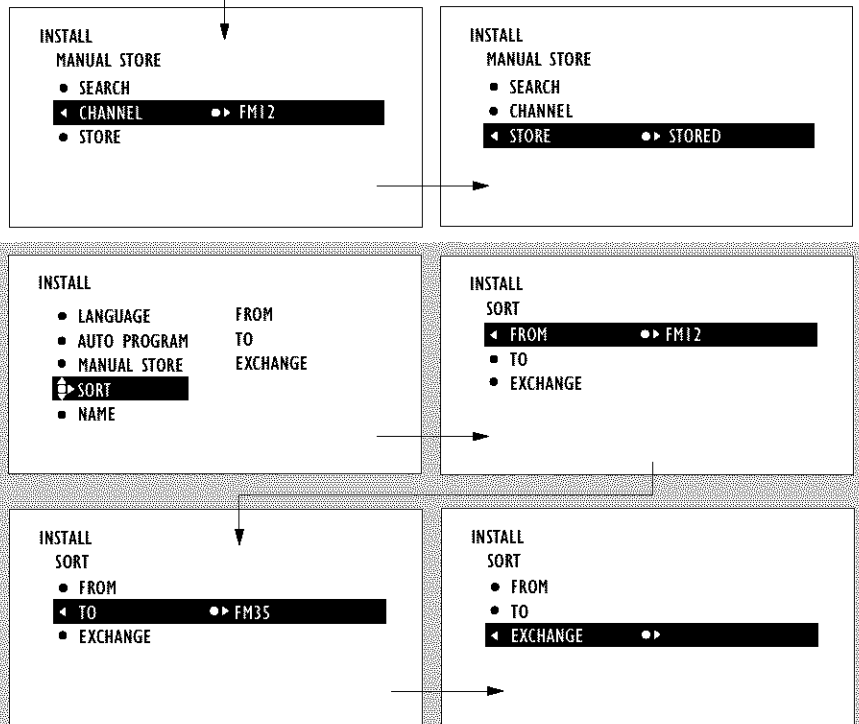 INSTALL
MANUAL STORE
● SEARCH
◂ CHANNEL ●▸ FM12
● STORE
INSTALL
MANUAL STORE
● SEARCH
● CHANNEL
◂ STORE ●▸ STORED
INSTALL
● LANGUAGE FROM
● AUTO PROGRAM TO
● MANUAL STORE EXCHANGE
SORT
● NAME
INSTALL
SORT
◂ FROM ●▸ FM12
● TO
● EXCHANGE
INSTALL
SORT
● FROM
◂ TO ●▸ FM35
● EXCHANGE
INSTALL
SORT
● FROM
● TO
◂ EXCHANGE ●▸